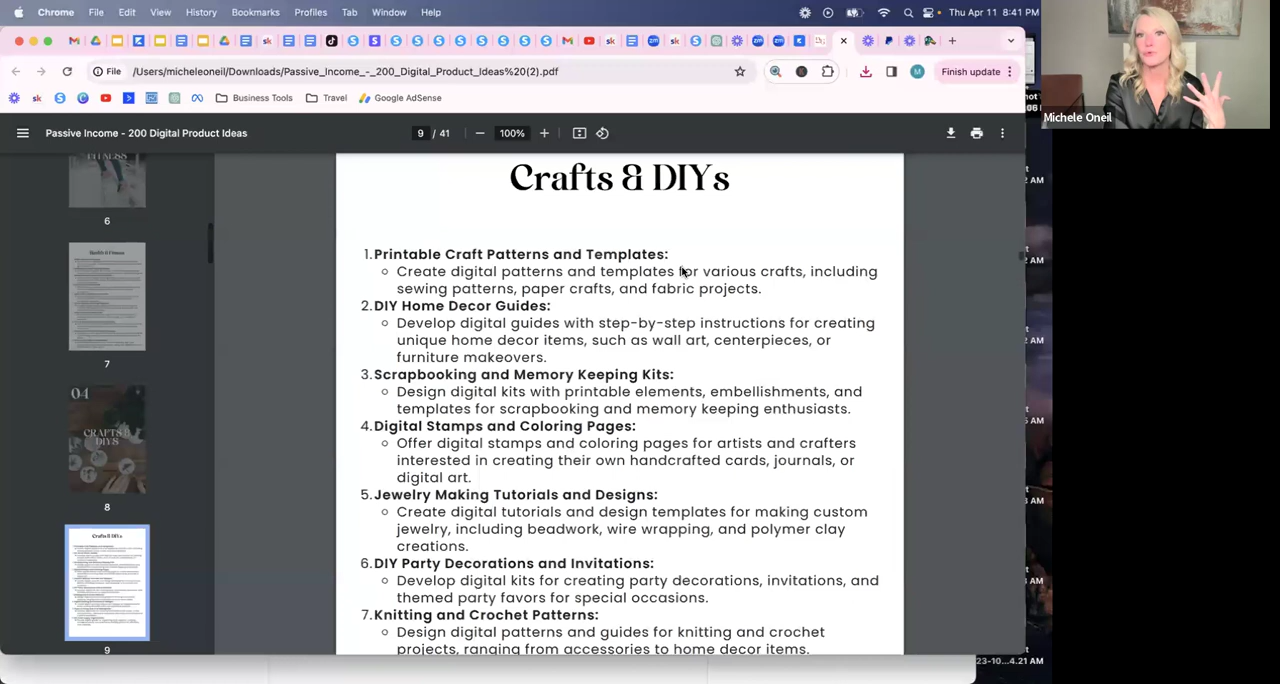 Chrome File Edit View History Bookmarks Profiles Tab Window Help Thu Apr 11 8:41 PM
File /Users/micheleoneil/Downloads/Passive_Income_-_200_Digital_Product_Ideas%20(2).pdf Finish update
Business Tools Travel Google AdSense
Passive Income - 200 Digital Product Ideas 9 / 41 100%
Michele Oneil
FITNESS
6
7
04
CRAFTS & DIYS
8
Crafts & DIYs
9
Crafts & DIYs
1. Printable Craft Patterns and Templates:
Create digital patterns and templates for various crafts, including
sewing patterns, paper crafts, and fabric projects.
2. DIY Home Decor Guides:
Develop digital guides with step-by-step instructions for creating
unique home decor items, such as wall art, centerpieces, or
furniture makeovers.
3. Scrapbooking and Memory Keeping Kits:
Design digital kits with printable elements, embellishments, and
templates for scrapbooking and memory keeping enthusiasts.
4. Digital Stamps and Coloring Pages:
Offer digital stamps and coloring pages for artists and crafters
interested in creating their own handcrafted cards, journals, or
digital art.
5. Jewelry Making Tutorials and Designs:
Create digital tutorials and design templates for making custom
jewelry, including beadwork, wire wrapping, and polymer clay
creations.
6. DIY Party Decorations and Invitations:
Develop digital kits for creating party decorations, invitations, and
themed party favors for special occasions.
7. Knitting and Crochet Patterns:
Design digital patterns and guides for knitting and crochet
projects, ranging from accessories to home decor items.
23-10...4.21 AM